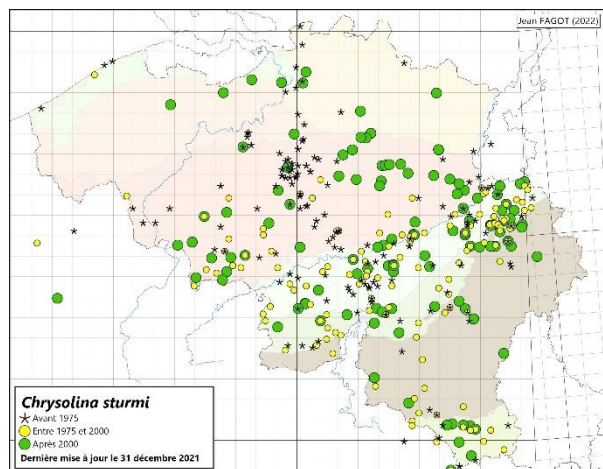 Jean FAGOT (2022)
Chrysolina sturmi
Avant 1975
Entre 1975 et 2000
Après 2000
Dernière mise à jour le 31 décembre 2021